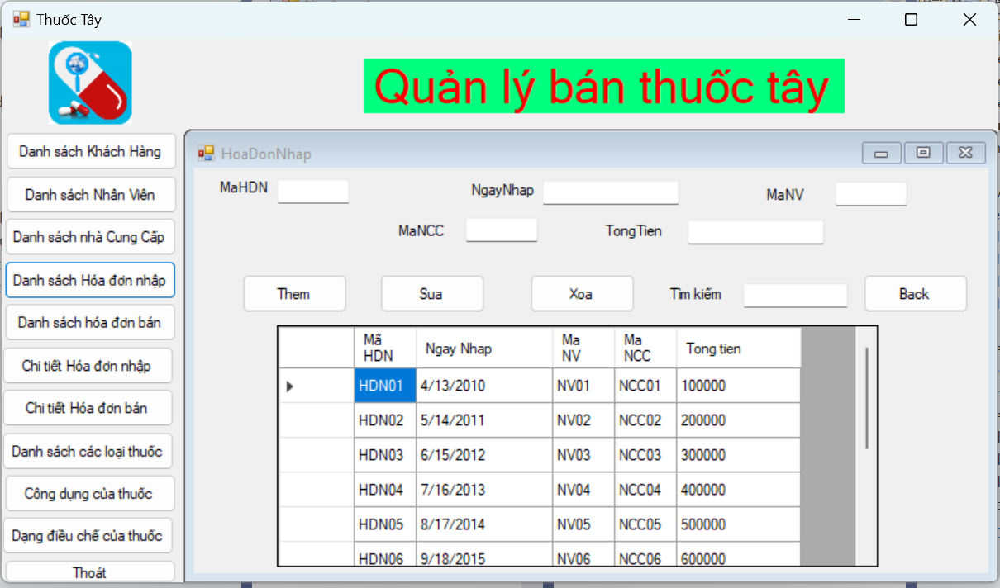 Thuốc Tây
Quản lý bán thuốc tây
Danh sách Khách Hàng
Danh sách Nhân Viên
Danh sách nhà Cung Cấp
Danh sách Hóa đơn nhập
Danh sách hóa đơn bán
Chi tiết Hóa đơn nhập
Chi tiết Hóa đơn bán
Danh sách các loại thuốc
Công dụng của thuốc
Dạng điều chế của thuốc
Thoát
HoaDonNhap
MaHDN NgayNhap MaNV
MaNCC TongTien
Them Sua Xoa Tìm kiếm Back
Mã HDN Ngay Nhap Ma NV Ma NCC Tong tien
HDN01 4/13/2010 NV01 NCC01 100000
HDN02 5/14/2011 NV02 NCC02 200000
HDN03 6/15/2012 NV03 NCC03 300000
HDN04 7/16/2013 NV04 NCC04 400000
HDN05 8/17/2014 NV05 NCC05 500000
HDN06 9/18/2015 NV06 NCC06 600000